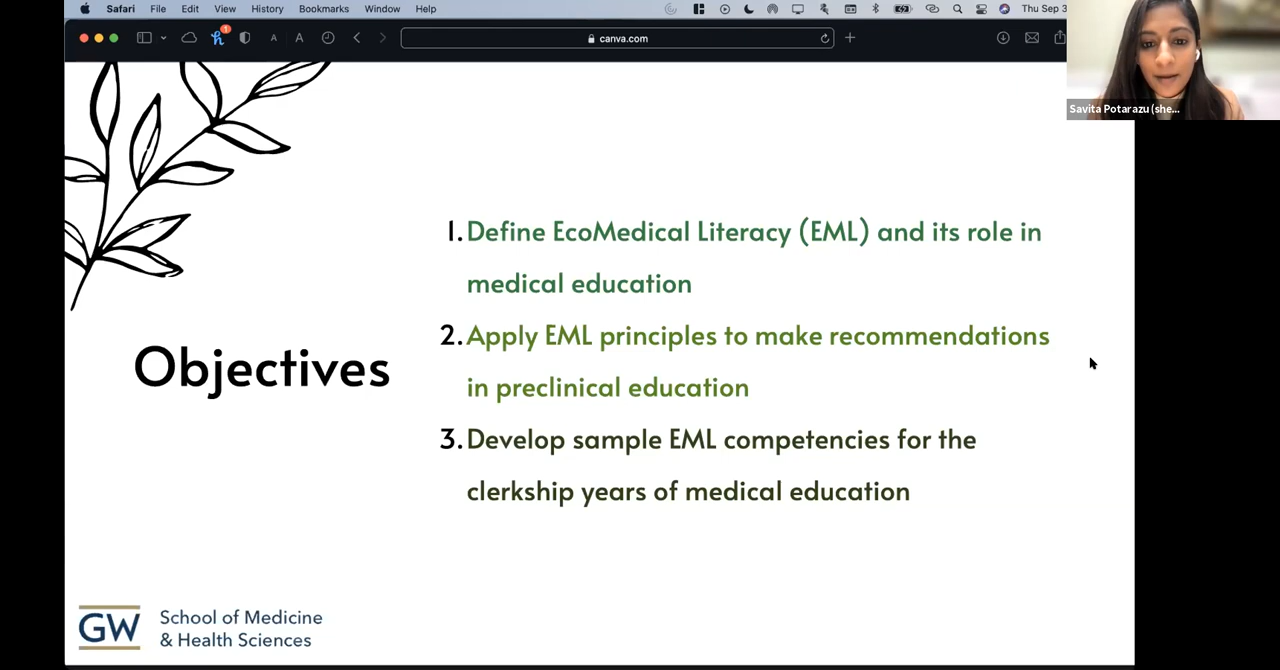 Safari File Edit View History Bookmarks Window Help Thu Sep 3
1
A A canva.com
Savita Potarazu (she...
1. Define EcoMedical Literacy (EML) and its role in
medical education
2. Apply EML principles to make recommendations
in preclinical education
Objectives
3. Develop sample EML competencies for the
clerkship years of medical education
GW School of Medicine
& Health Sciences